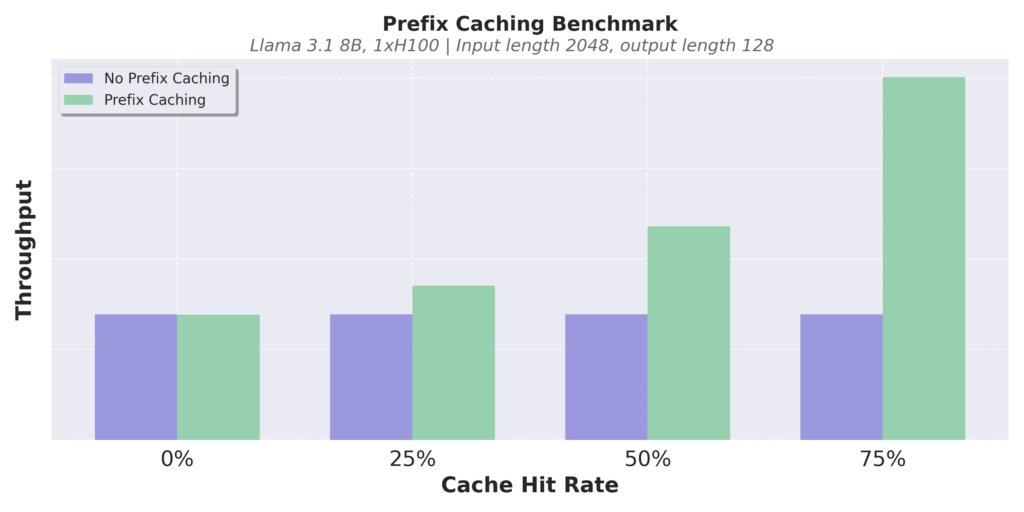 Prefix Caching Benchmark
Llama 3.1 8B, 1xH100 | Input length 2048, output length 128
No Prefix Caching
Prefix Caching
Throughput
0% 25% 50% 75%
Cache Hit Rate